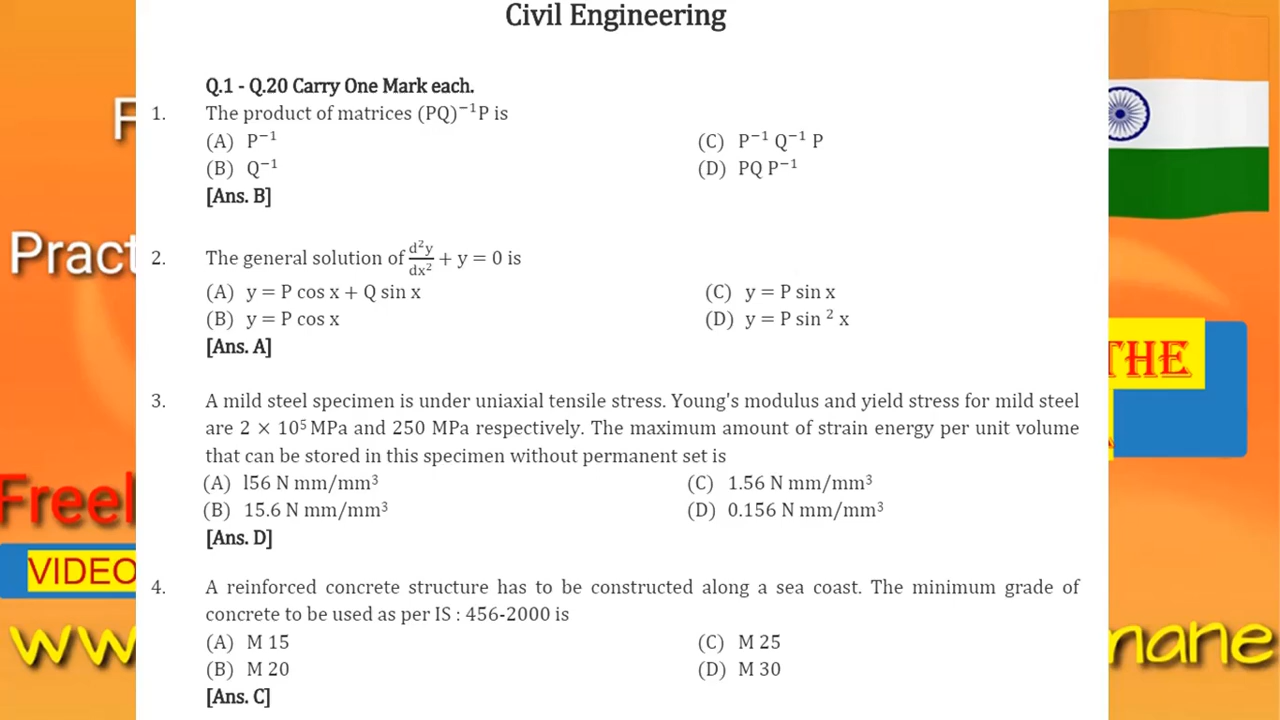 Civil Engineering
Q.1 - Q.20 Carry One Mark each.
1. The product of matrices (PQ)⁻¹P is
(A) P⁻¹ (C) P⁻¹ Q⁻¹ P
(B) Q⁻¹ (D) PQ P⁻¹
[Ans. B]
2. The general solution of d²y/dx² + y = 0 is
(A) y = P cos x + Q sin x (C) y = P sin x
(B) y = P cos x (D) y = P sin ² x
[Ans. A]
3. A mild steel specimen is under uniaxial tensile stress. Young's modulus and yield stress for mild steel
are 2 × 10⁵ MPa and 250 MPa respectively. The maximum amount of strain energy per unit volume
that can be stored in this specimen without permanent set is
(A) l56 N mm/mm³ (C) 1.56 N mm/mm³
(B) 15.6 N mm/mm³ (D) 0.156 N mm/mm³
[Ans. D]
4. A reinforced concrete structure has to be constructed along a sea coast. The minimum grade of
concrete to be used as per IS : 456-2000 is
(A) M 15 (C) M 25
(B) M 20 (D) M 30
[Ans. C]
F
Pract
Freel
VIDEO
ww
THE
mane